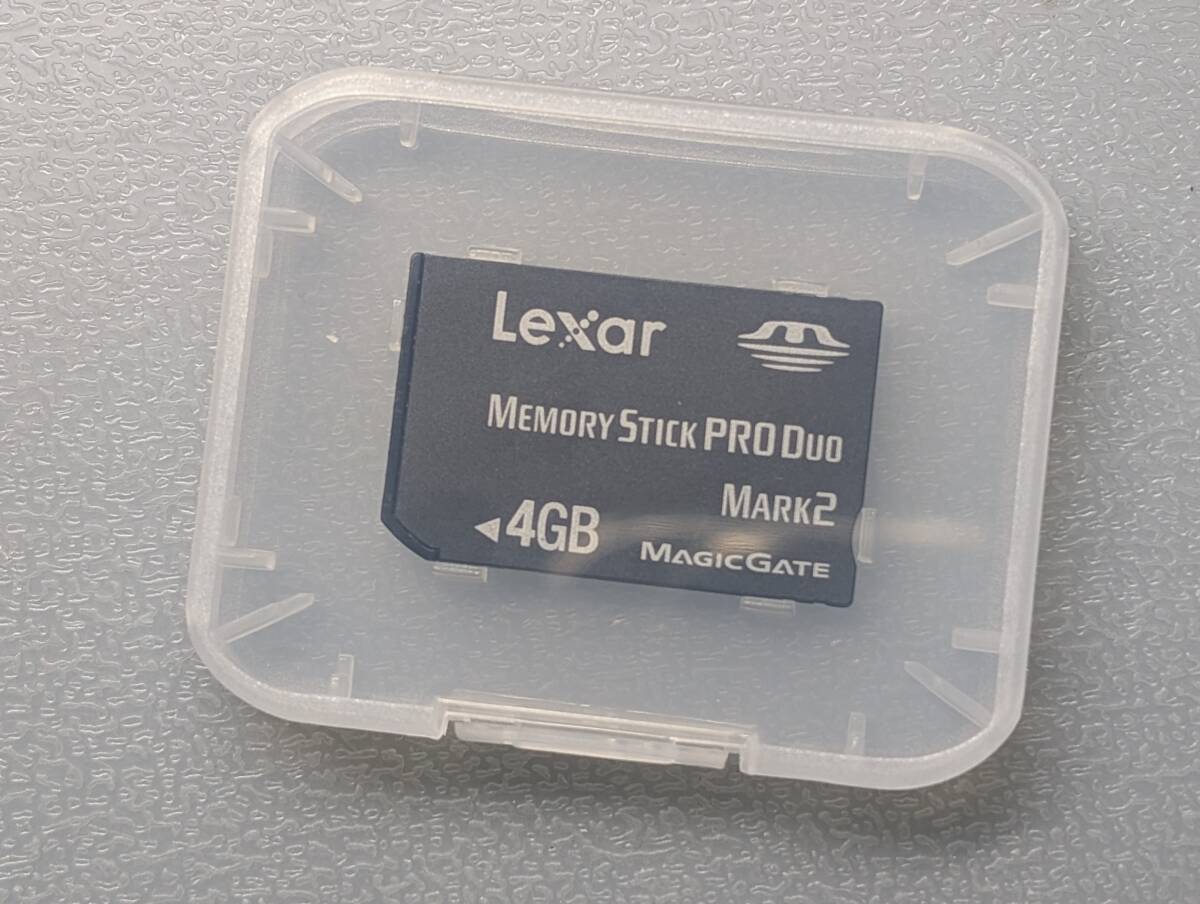 Lexar
MEMORY STICK PRO DUO
MARK2
4GB
MAGICGATE